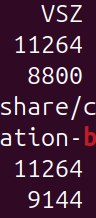 VSZ
11264
8800
share/c
ation-b
11264
9144